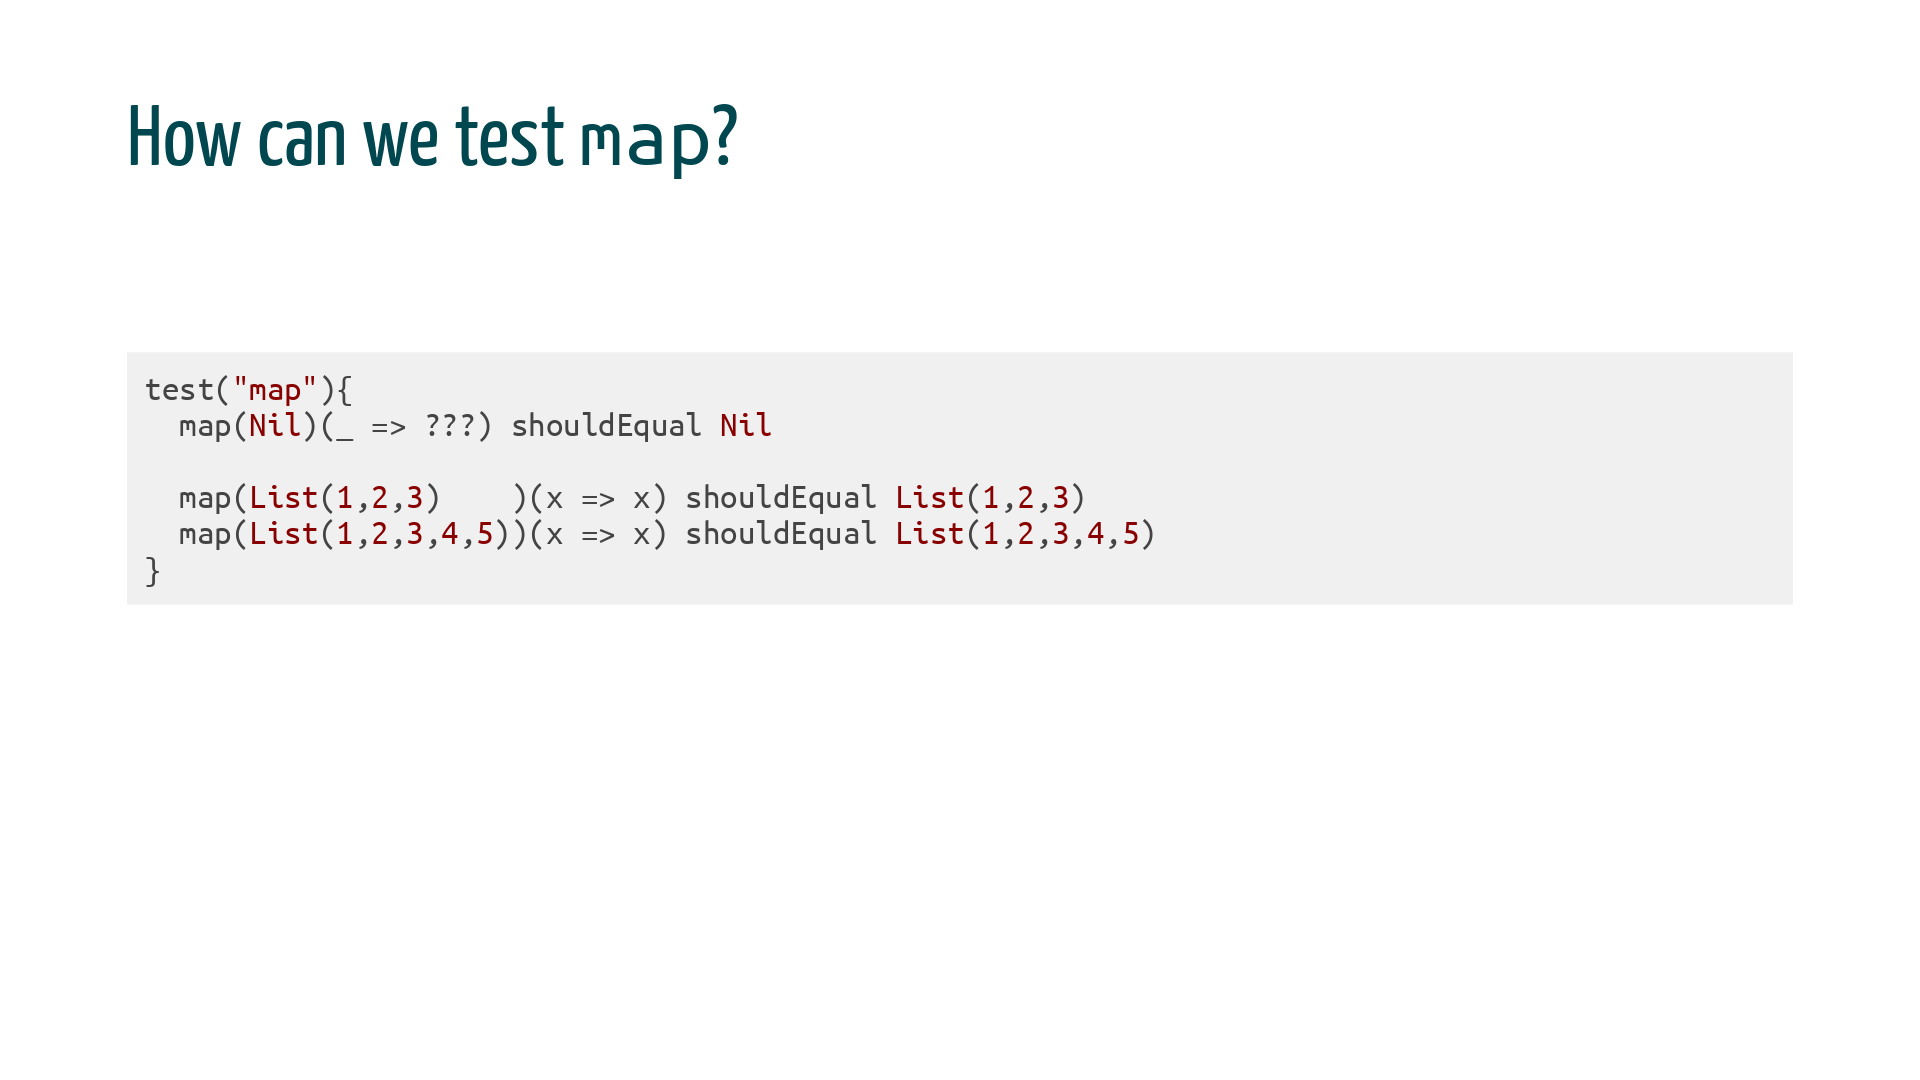 How can we test map?
test("map"){
  map(Nil)(_ => ???) shouldEqual Nil

  map(List(1,2,3)    )(x => x) shouldEqual List(1,2,3)
  map(List(1,2,3,4,5))(x => x) shouldEqual List(1,2,3,4,5)
}